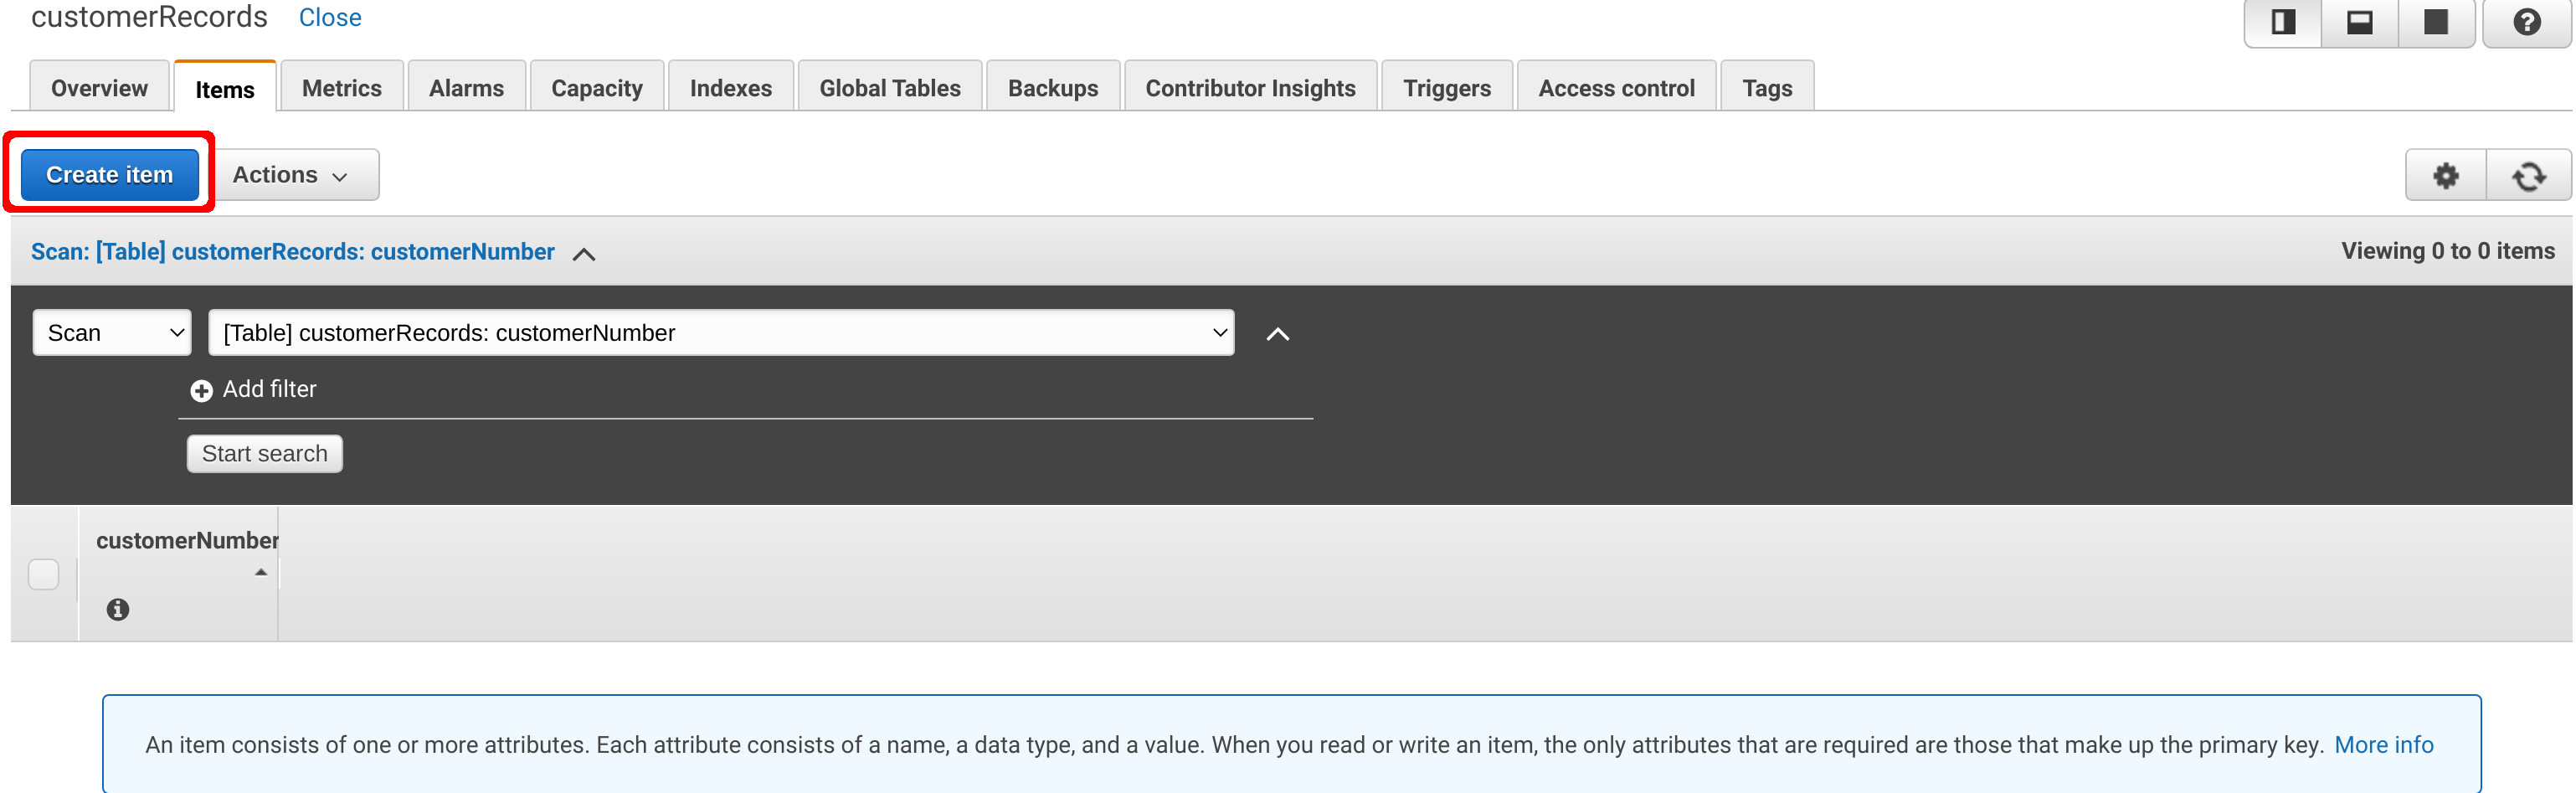 customerRecords Close
Overview Items Metrics Alarms Capacity Indexes Global Tables Backups Contributor Insights Triggers Access control Tags
Create item Actions
Scan: [Table] customerRecords: customerNumber Viewing 0 to 0 items
Scan [Table] customerRecords: customerNumber
Add filter
Start search
customerNumber
An item consists of one or more attributes. Each attribute consists of a name, a data type, and a value. When you read or write an item, the only attributes that are required are those that make up the primary key. More info